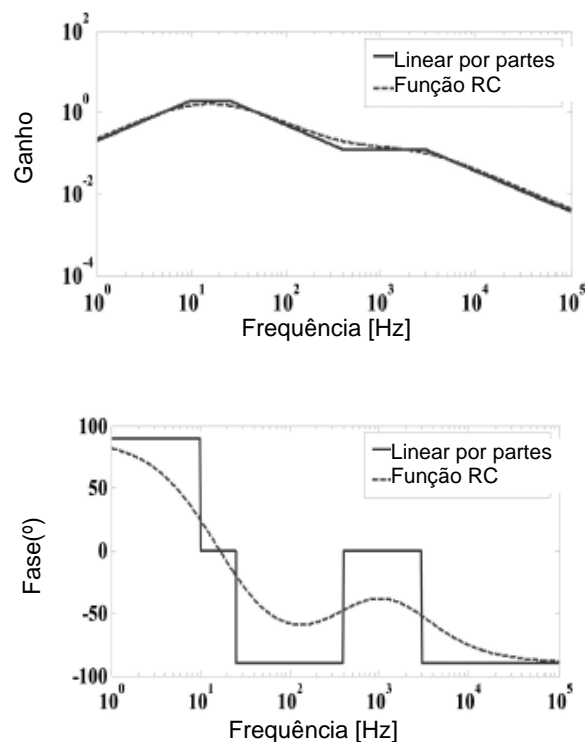 10²
10⁰
10⁻²
10⁻⁴
Ganho
Linear por partes
Função RC
10⁰ 10¹ 10² 10³ 10⁴ 10⁵
Frequência [Hz]
100
50
0
-50
-100
Fase(º)
Linear por partes
Função RC
10⁰ 10¹ 10² 10³ 10⁴ 10⁵
Frequência [Hz]